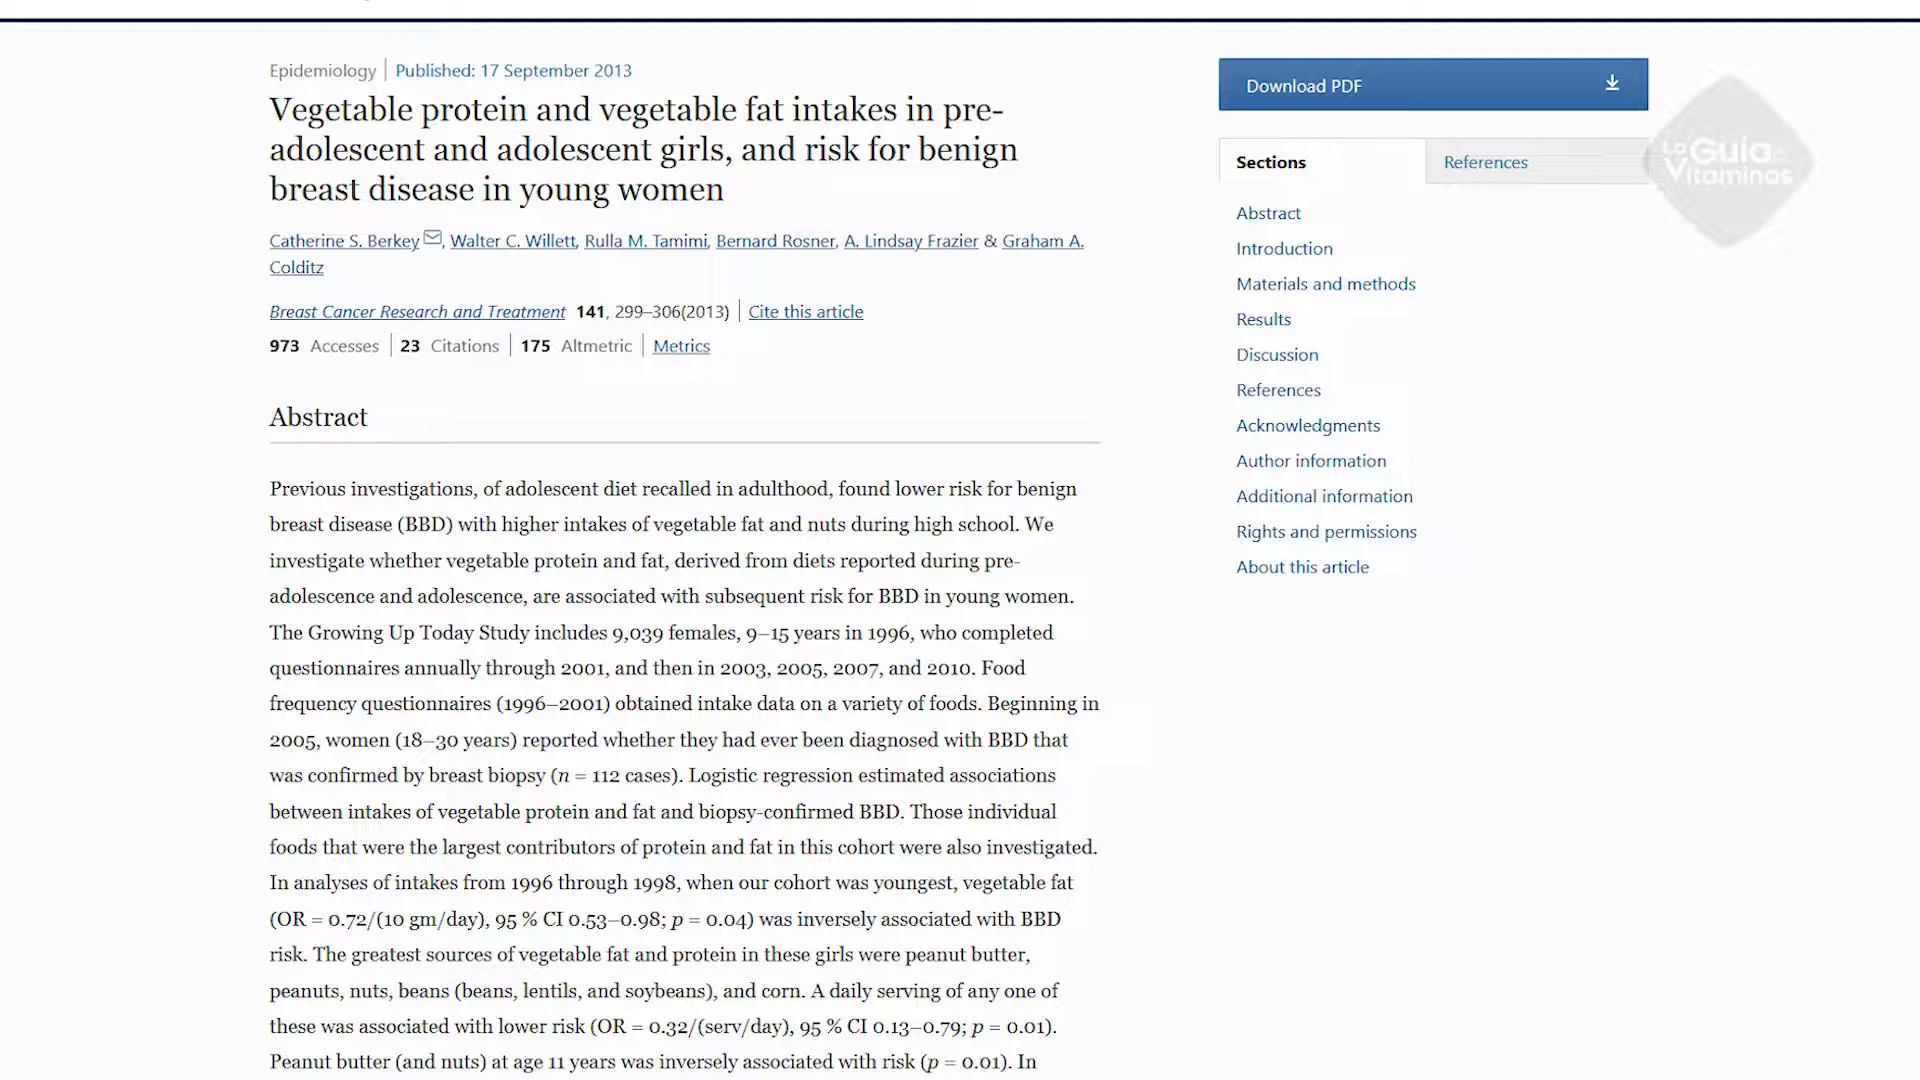 Epidemiology | Published: 17 September 2013
Vegetable protein and vegetable fat intakes in pre-
adolescent and adolescent girls, and risk for benign
breast disease in young women
Catherine S. Berkey, Walter C. Willett, Rulla M. Tamimi, Bernard Rosner, A. Lindsay Frazier & Graham A.
Colditz
Breast Cancer Research and Treatment 141, 299–306(2013) | Cite this article
973 Accesses | 23 Citations | 175 Altmetric | Metrics
Abstract
Previous investigations, of adolescent diet recalled in adulthood, found lower risk for benign
breast disease (BBD) with higher intakes of vegetable fat and nuts during high school. We
investigate whether vegetable protein and fat, derived from diets reported during pre-
adolescence and adolescence, are associated with subsequent risk for BBD in young women.
The Growing Up Today Study includes 9,039 females, 9–15 years in 1996, who completed
questionnaires annually through 2001, and then in 2003, 2005, 2007, and 2010. Food
frequency questionnaires (1996–2001) obtained intake data on a variety of foods. Beginning in
2005, women (18–30 years) reported whether they had ever been diagnosed with BBD that
was confirmed by breast biopsy (n = 112 cases). Logistic regression estimated associations
between intakes of vegetable protein and fat and biopsy-confirmed BBD. Those individual
foods that were the largest contributors of protein and fat in this cohort were also investigated.
In analyses of intakes from 1996 through 1998, when our cohort was youngest, vegetable fat
(OR = 0.72/(10 gm/day), 95 % CI 0.53–0.98; p = 0.04) was inversely associated with BBD
risk. The greatest sources of vegetable fat and protein in these girls were peanut butter,
peanuts, nuts, beans (beans, lentils, and soybeans), and corn. A daily serving of any one of
these was associated with lower risk (OR = 0.32/(serv/day), 95 % CI 0.13–0.79; p = 0.01).
Peanut butter (and nuts) at age 11 years was inversely associated with risk (p = 0.01). In
Download PDF
Sections
References
Abstract
Introduction
Materials and methods
Results
Discussion
References
Acknowledgments
Author information
Additional information
Rights and permissions
About this article
La Guía
Vitaminas